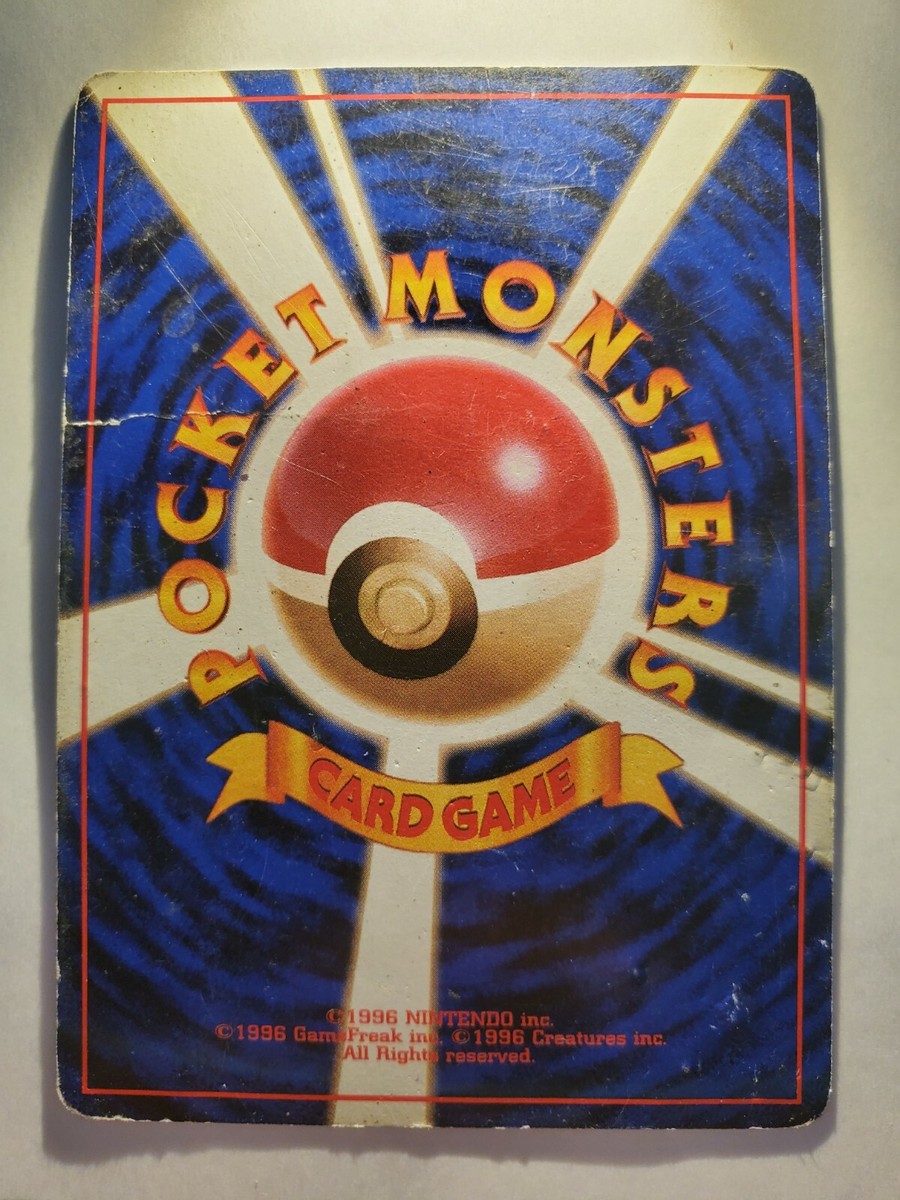 POCKET MONSTERS
CARD GAME
©1996 NINTENDO inc.
©1996 GameFreak inc. ©1996 Creatures inc.
All Rights reserved.